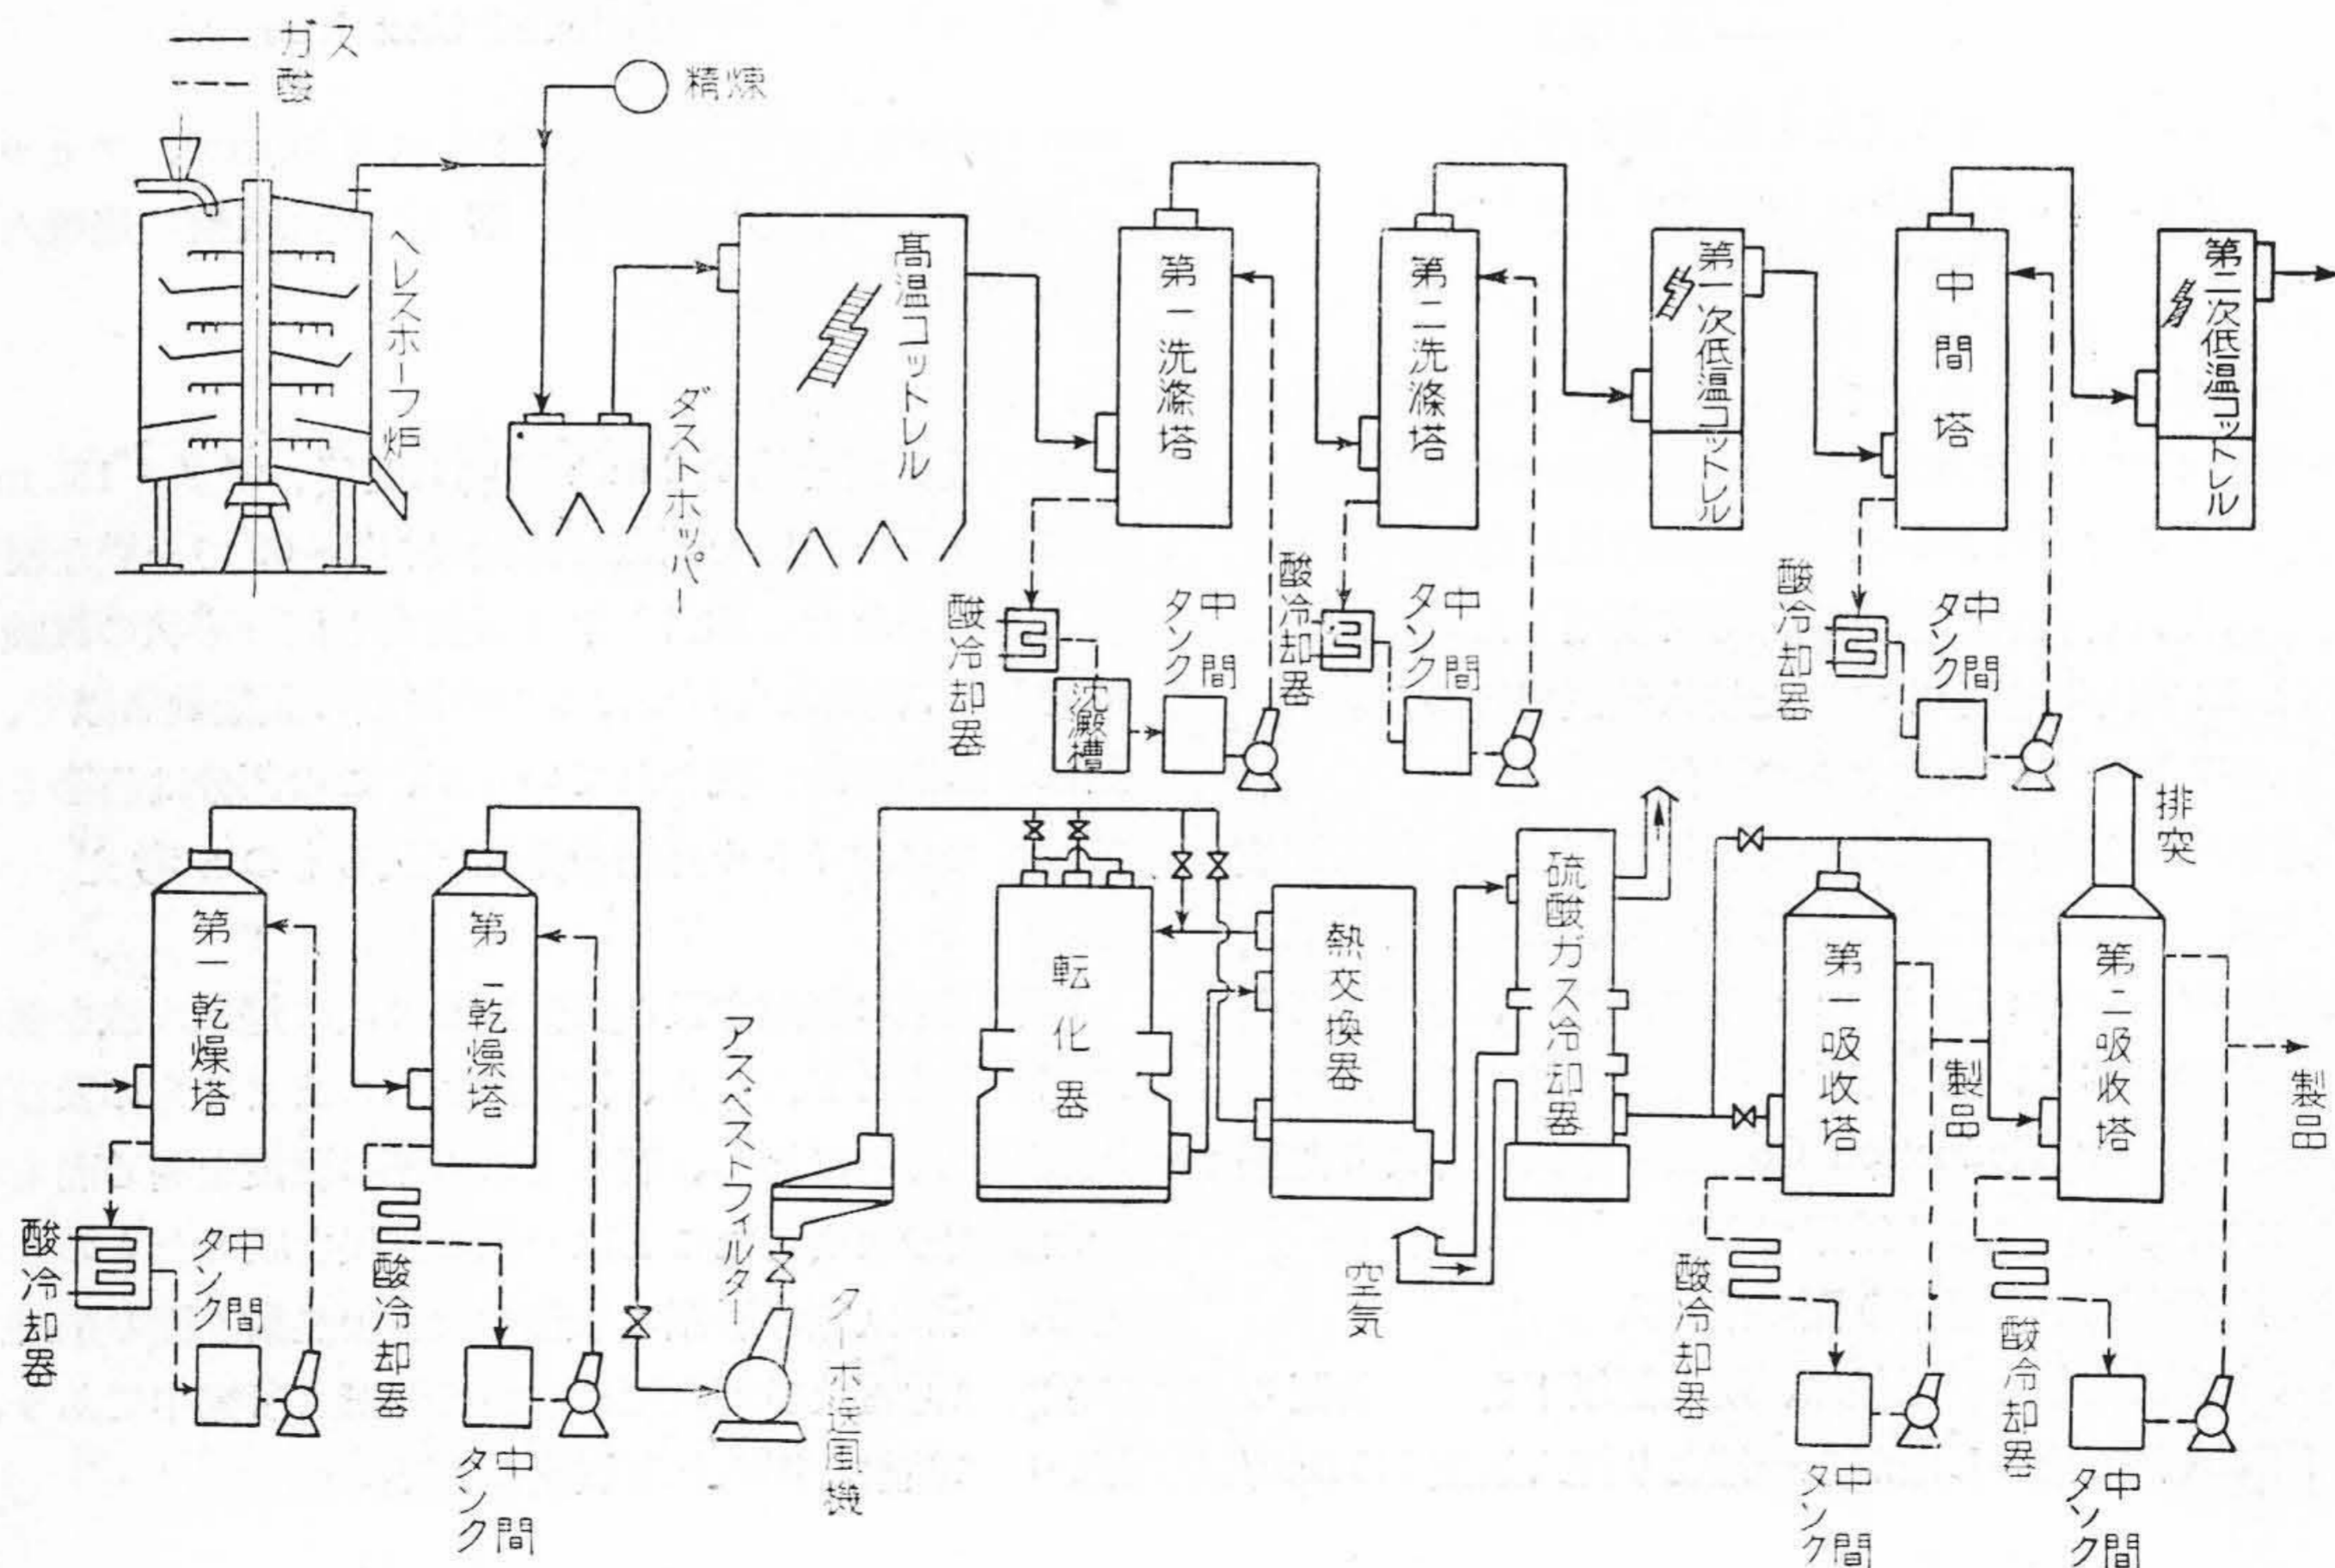 ガス
酸
精煉
ヘレスホーフ炉
ダストホッパー
高温コットレル
第一洗滌塔
第二洗滌塔
第一次低温コットレル
中間塔
第二次低温コットレル
酸冷却器
沈澱槽
中間タンク
酸冷却器
中間タンク
酸冷却器
中間タンク
第一乾燥塔
第二乾燥塔
酸冷却器
中間タンク
酸冷却器
中間タンク
アスベストフィルター
ターボ送風機
転化器
熱交換器
硫酸ガス冷却器
空気
第一吸收塔
製品
第二吸收塔
排突
製品
酸冷却器
中間タンク
酸冷却器
中間タンク